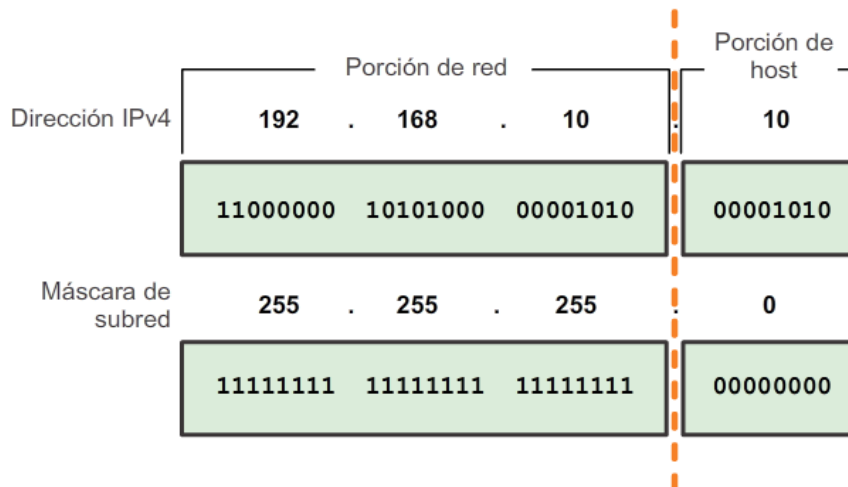 Porción de red
Porción de
host
Dirección IPv4 192 . 168 . 10 . 10
11000000 10101000 00001010 00001010
Máscara de
subred
255 . 255 . 255 . 0
11111111 11111111 11111111 00000000